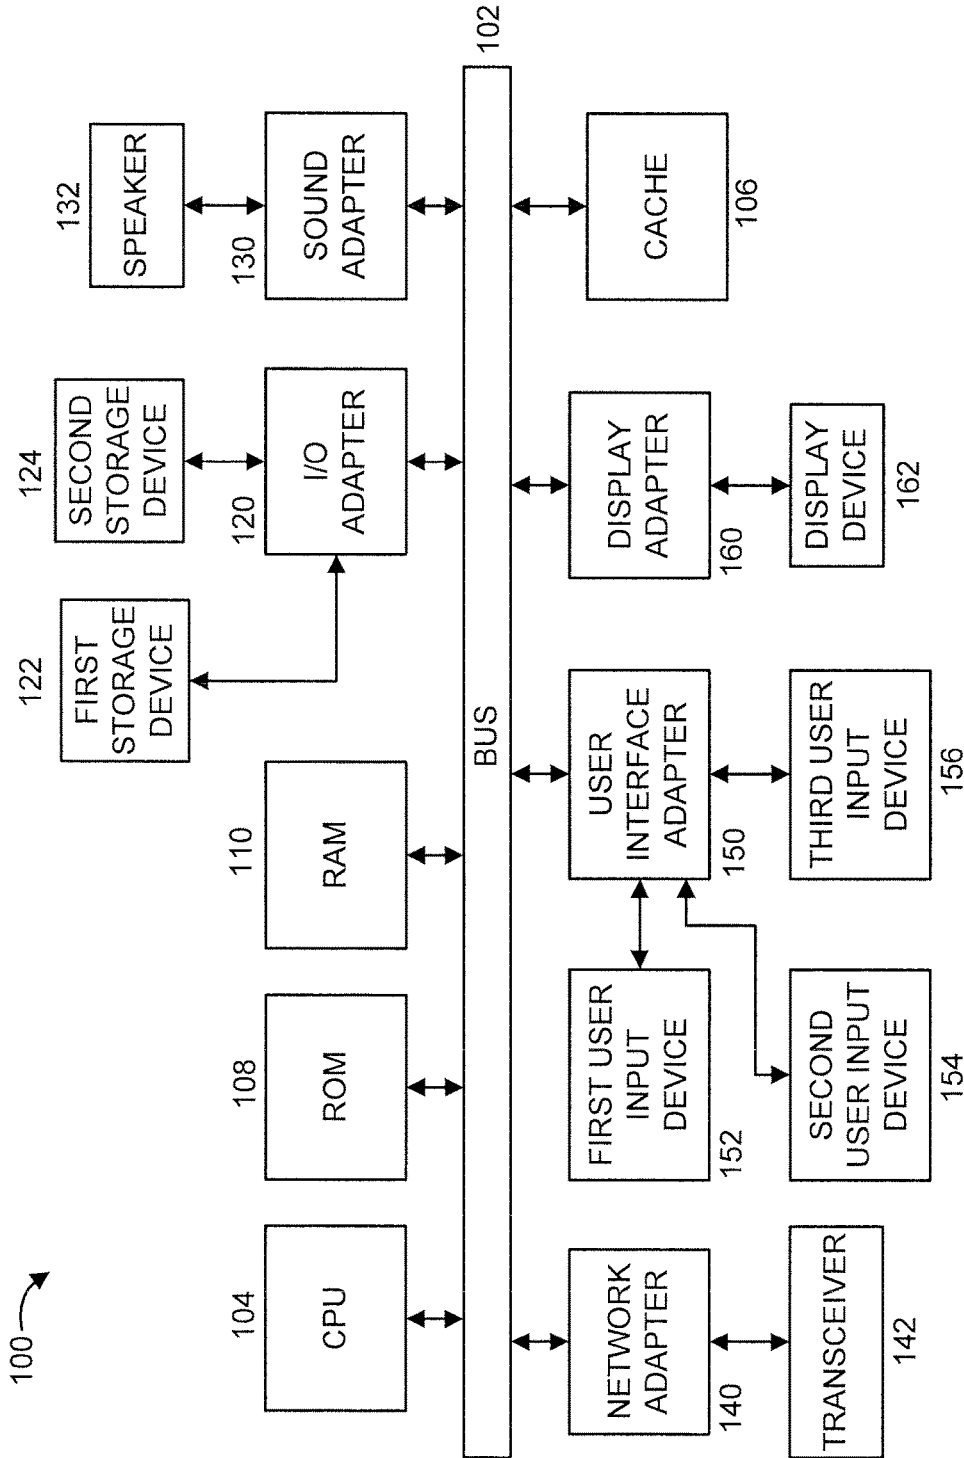 100
104
CPU
108
ROM
110
RAM
122
FIRST
STORAGE
DEVICE
124
SECOND
STORAGE
DEVICE
120
I/O
ADAPTER
132
SPEAKER
130
SOUND
ADAPTER
102
BUS
NETWORK
ADAPTER
140
TRANSCEIVER
142
FIRST USER
INPUT
DEVICE
152
SECOND
USER INPUT
DEVICE
154
USER
INTERFACE
ADAPTER
150
THIRD USER
INPUT
DEVICE
156
DISPLAY
ADAPTER
160
DISPLAY
DEVICE
162
CACHE
106